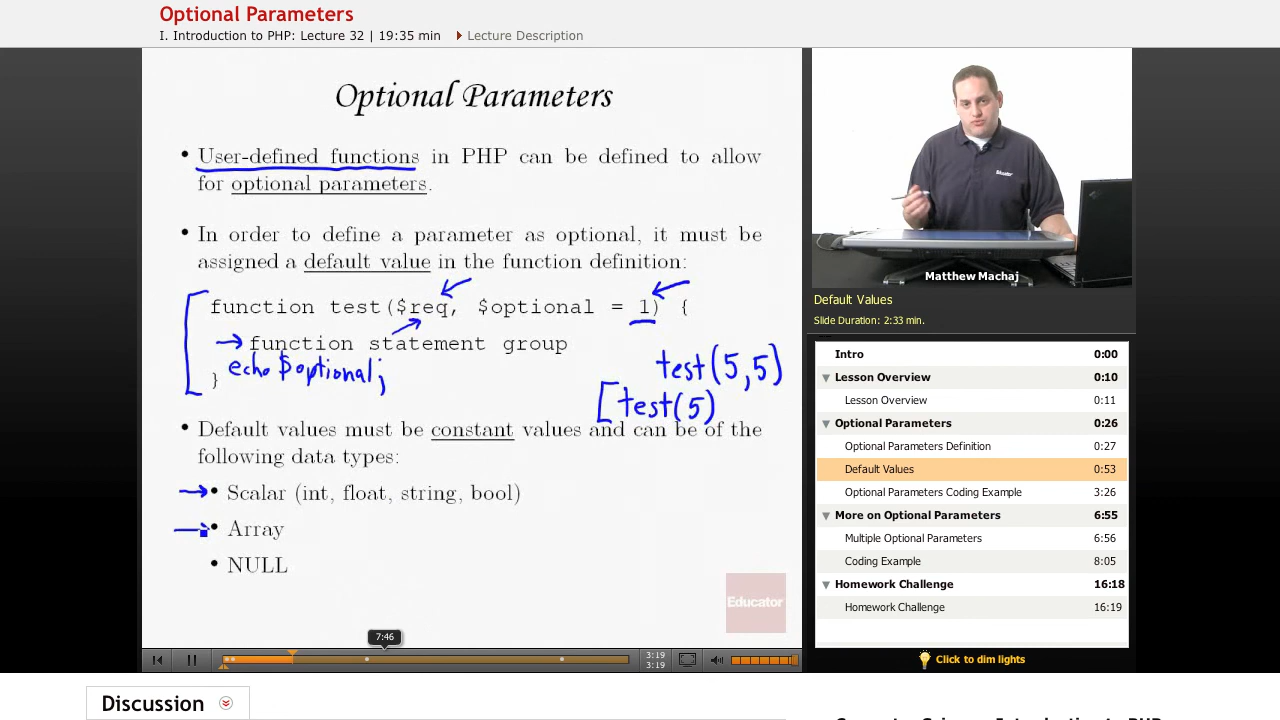 Optional Parameters
I. Introduction to PHP: Lecture 32 | 19:35 min Lecture Description
Optional Parameters
• User-defined functions in PHP can be defined to allow
for optional parameters.
• In order to define a parameter as optional, it must be
assigned a default value in the function definition:
function test($req, $optional = 1) {
function statement group
echo $optional;
}
test(5,5)
test(5)
• Default values must be constant values and can be of the
following data types:
• Scalar (int, float, string, bool)
• Array
• NULL
Educator
7:46
3:19
3:19
Educator
Matthew Machaj
Default Values
Slide Duration: 2:33 min.
Intro 0:00
Lesson Overview 0:10
Lesson Overview 0:11
Optional Parameters 0:26
Optional Parameters Definition 0:27
Default Values 0:53
Optional Parameters Coding Example 3:26
More on Optional Parameters 6:55
Multiple Optional Parameters 6:56
Coding Example 8:05
Homework Challenge 16:18
Homework Challenge 16:19
Click to dim lights
Discussion